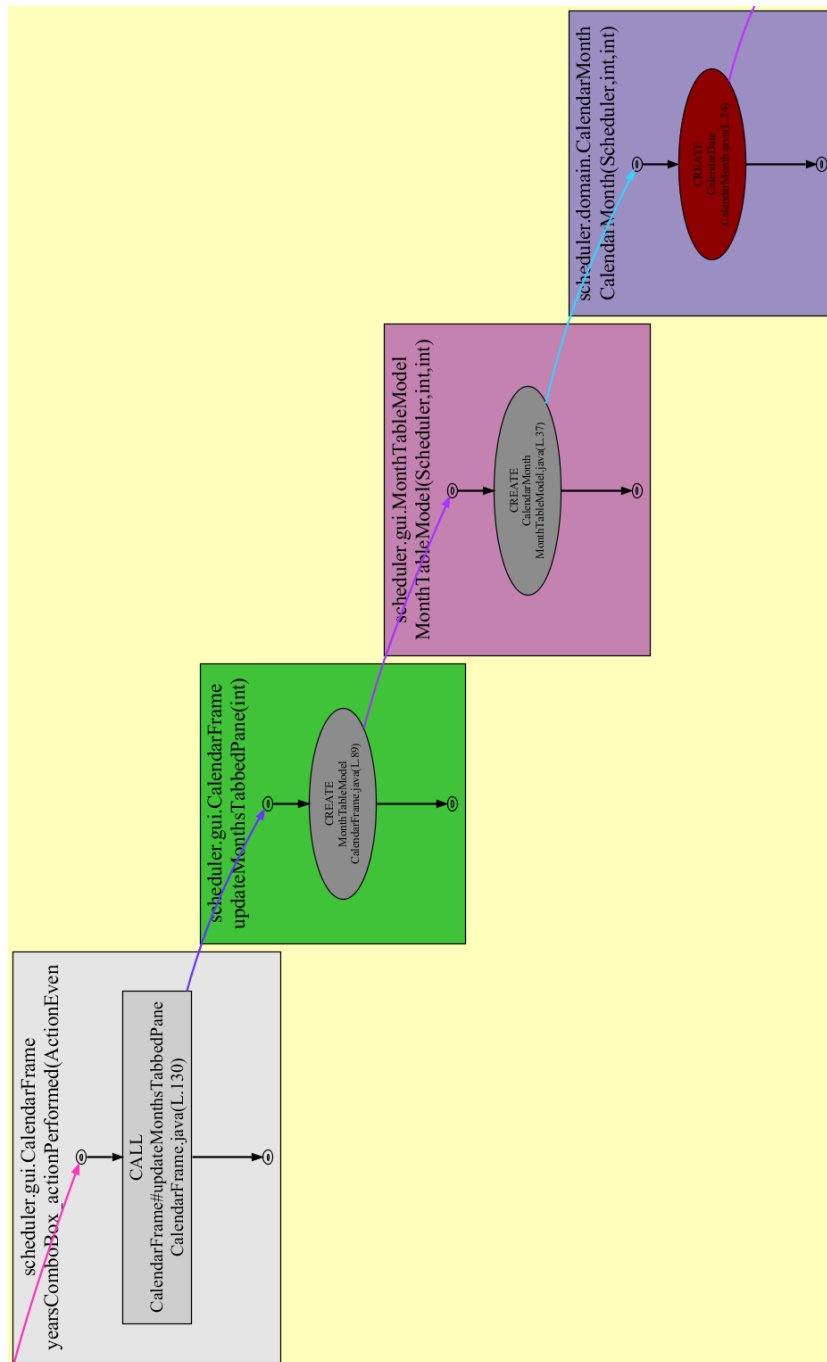 scheduler.gui.CalendarFrame
yearsComboBox_actionPerformed(ActionEven
CALL
CalendarFrame#updateMonthsTabbedPane
CalendarFrame.java(L.130)
scheduler.gui.CalendarFrame
updateMonthsTabbedPane(int)
CREATE
MonthTableModel
CalendarFrame.java(L.89)
scheduler.gui.MonthTableModel
MonthTableModel(Scheduler,int,int)
CREATE
CalendarMonth
MonthTableModel.java(L.37)
scheduler.domain.CalendarMonth
CalendarMonth(Scheduler,int,int)
CREATE
CalendarDate
CalendarMonth.java(L.24)